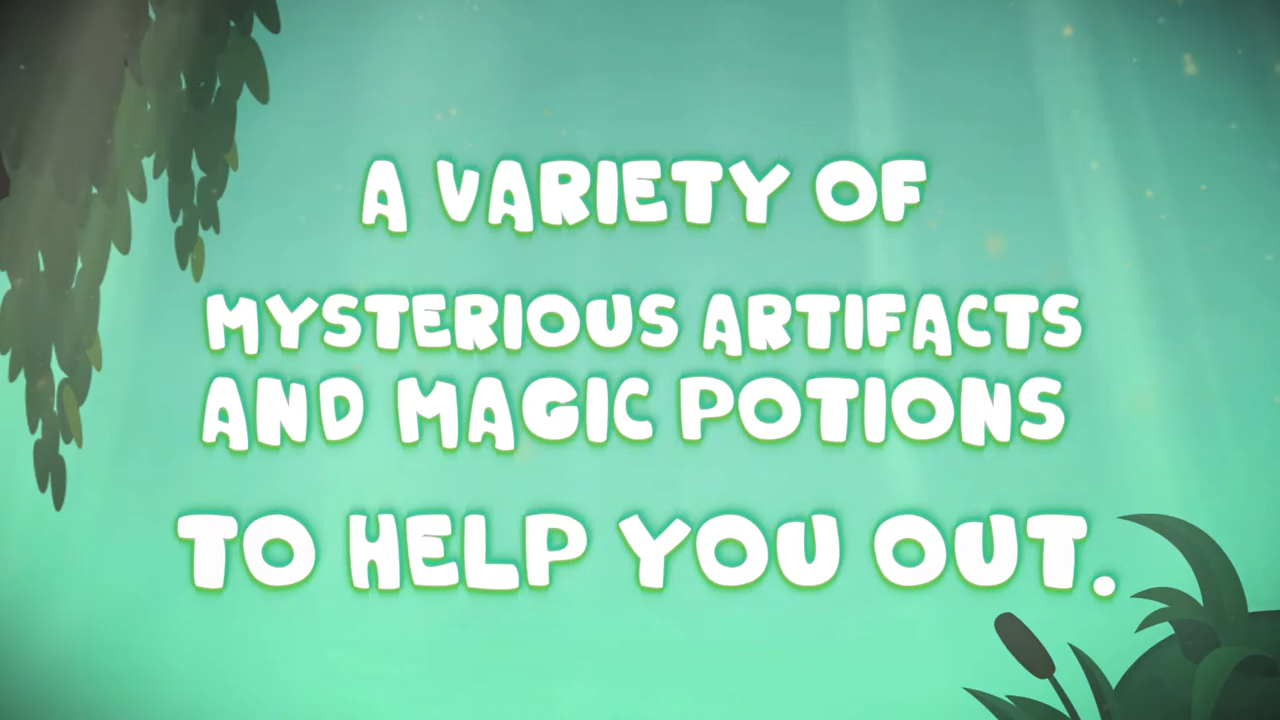 A VARIETY OF
MYSTERIOUS ARTIFACTS
AND MAGIC POTIONS
TO HELP YOU OUT.